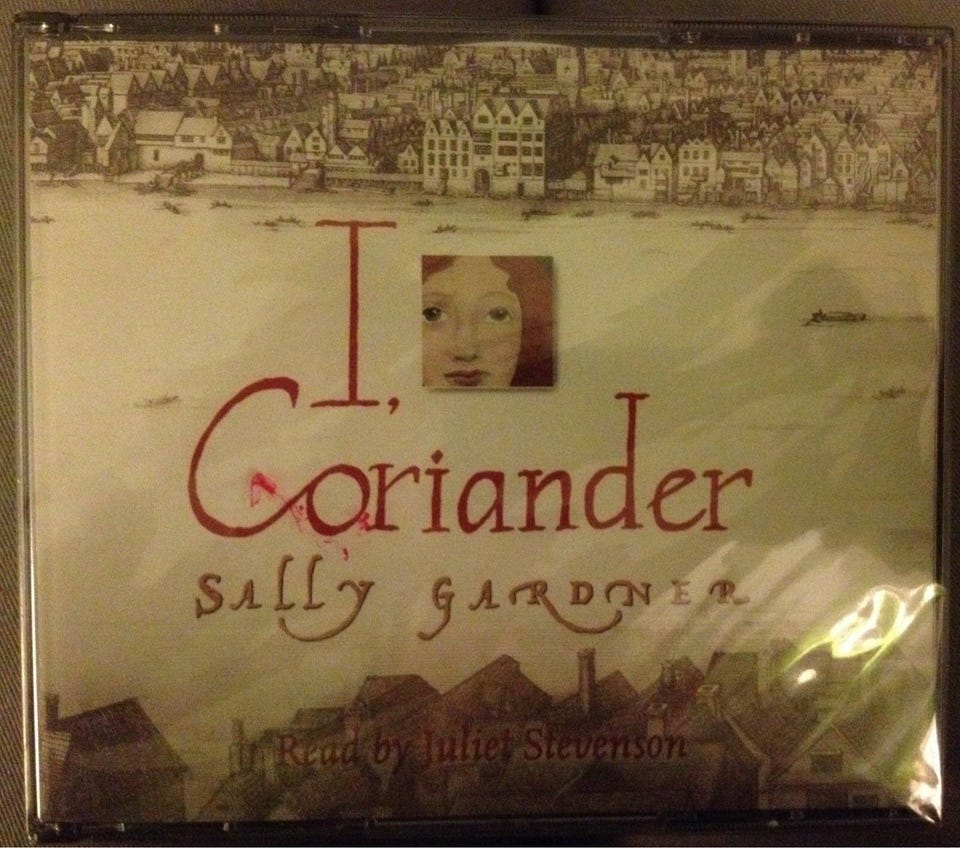 I,
Coriander
Sally Gardner
Read by Juliet Stevenson